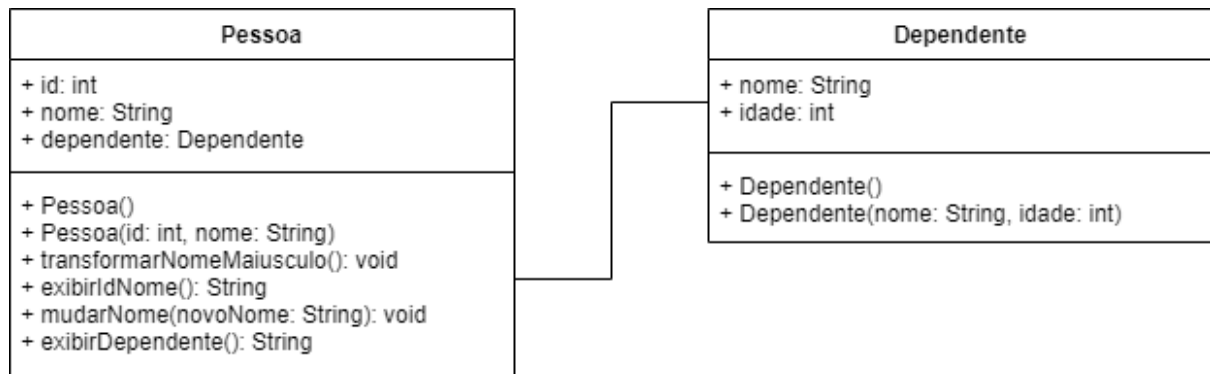 Pessoa
+ id: int
+ nome: String
+ dependente: Dependente
+ Pessoa()
+ Pessoa(id: int, nome: String)
+ transformarNomeMaiusculo(): void
+ exibirIdNome(): String
+ mudarNome(novoNome: String): void
+ exibirDependente(): String
Dependente
+ nome: String
+ idade: int
+ Dependente()
+ Dependente(nome: String, idade: int)